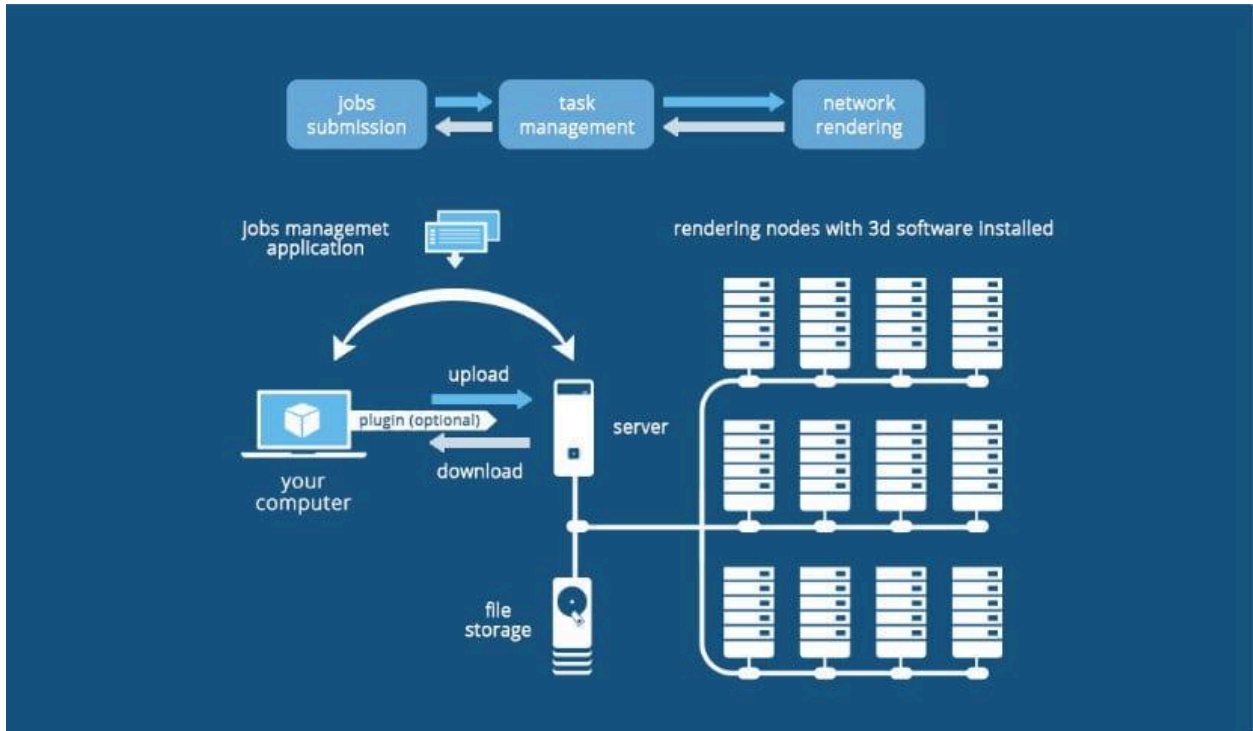 jobs
submission
task
management
network
rendering
Jobs managemet
application
rendering nodes with 3d software installed
upload
plugin (optional)
download
server
your
computer
file
storage